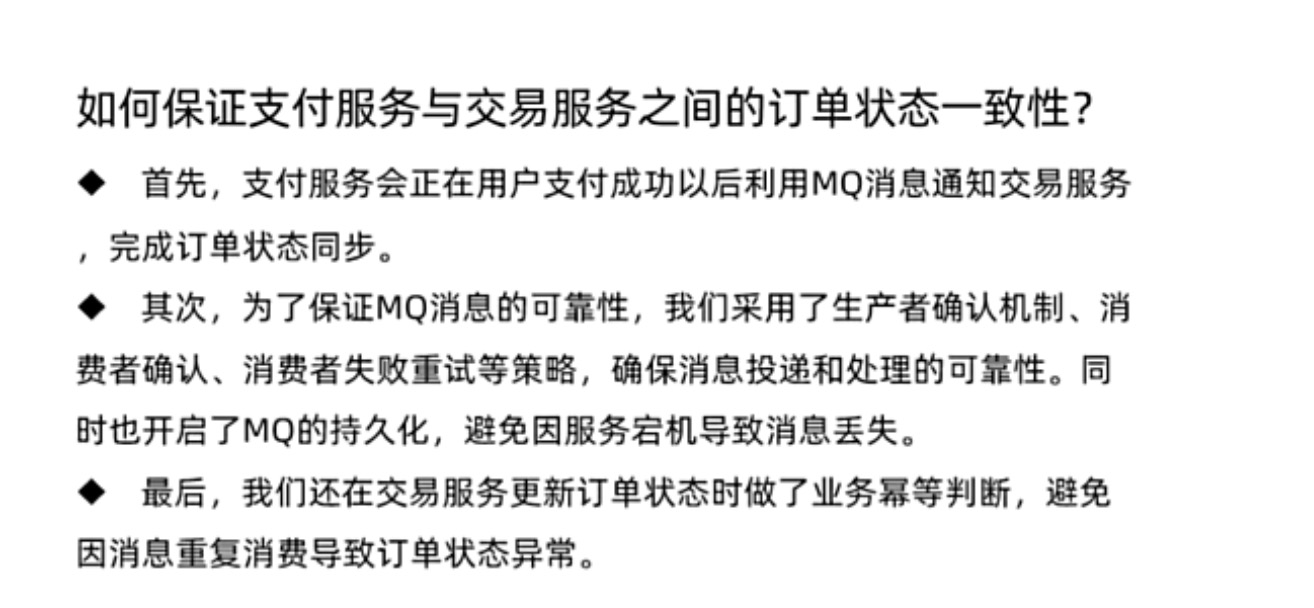 如何保证支付服务与交易服务之间的订单状态一致性？
◆ 首先，支付服务会正在用户支付成功以后利用MQ消息通知交易服务
，完成订单状态同步。
◆ 其次，为了保证MQ消息的可靠性，我们采用了生产者确认机制、消
费者确认、消费者失败重试等策略，确保消息投递和处理的可靠性。同
时也开启了MQ的持久化，避免因服务宕机导致消息丢失。
◆ 最后，我们还在交易服务更新订单状态时做了业务幂等判断，避免
因消息重复消费导致订单状态异常。